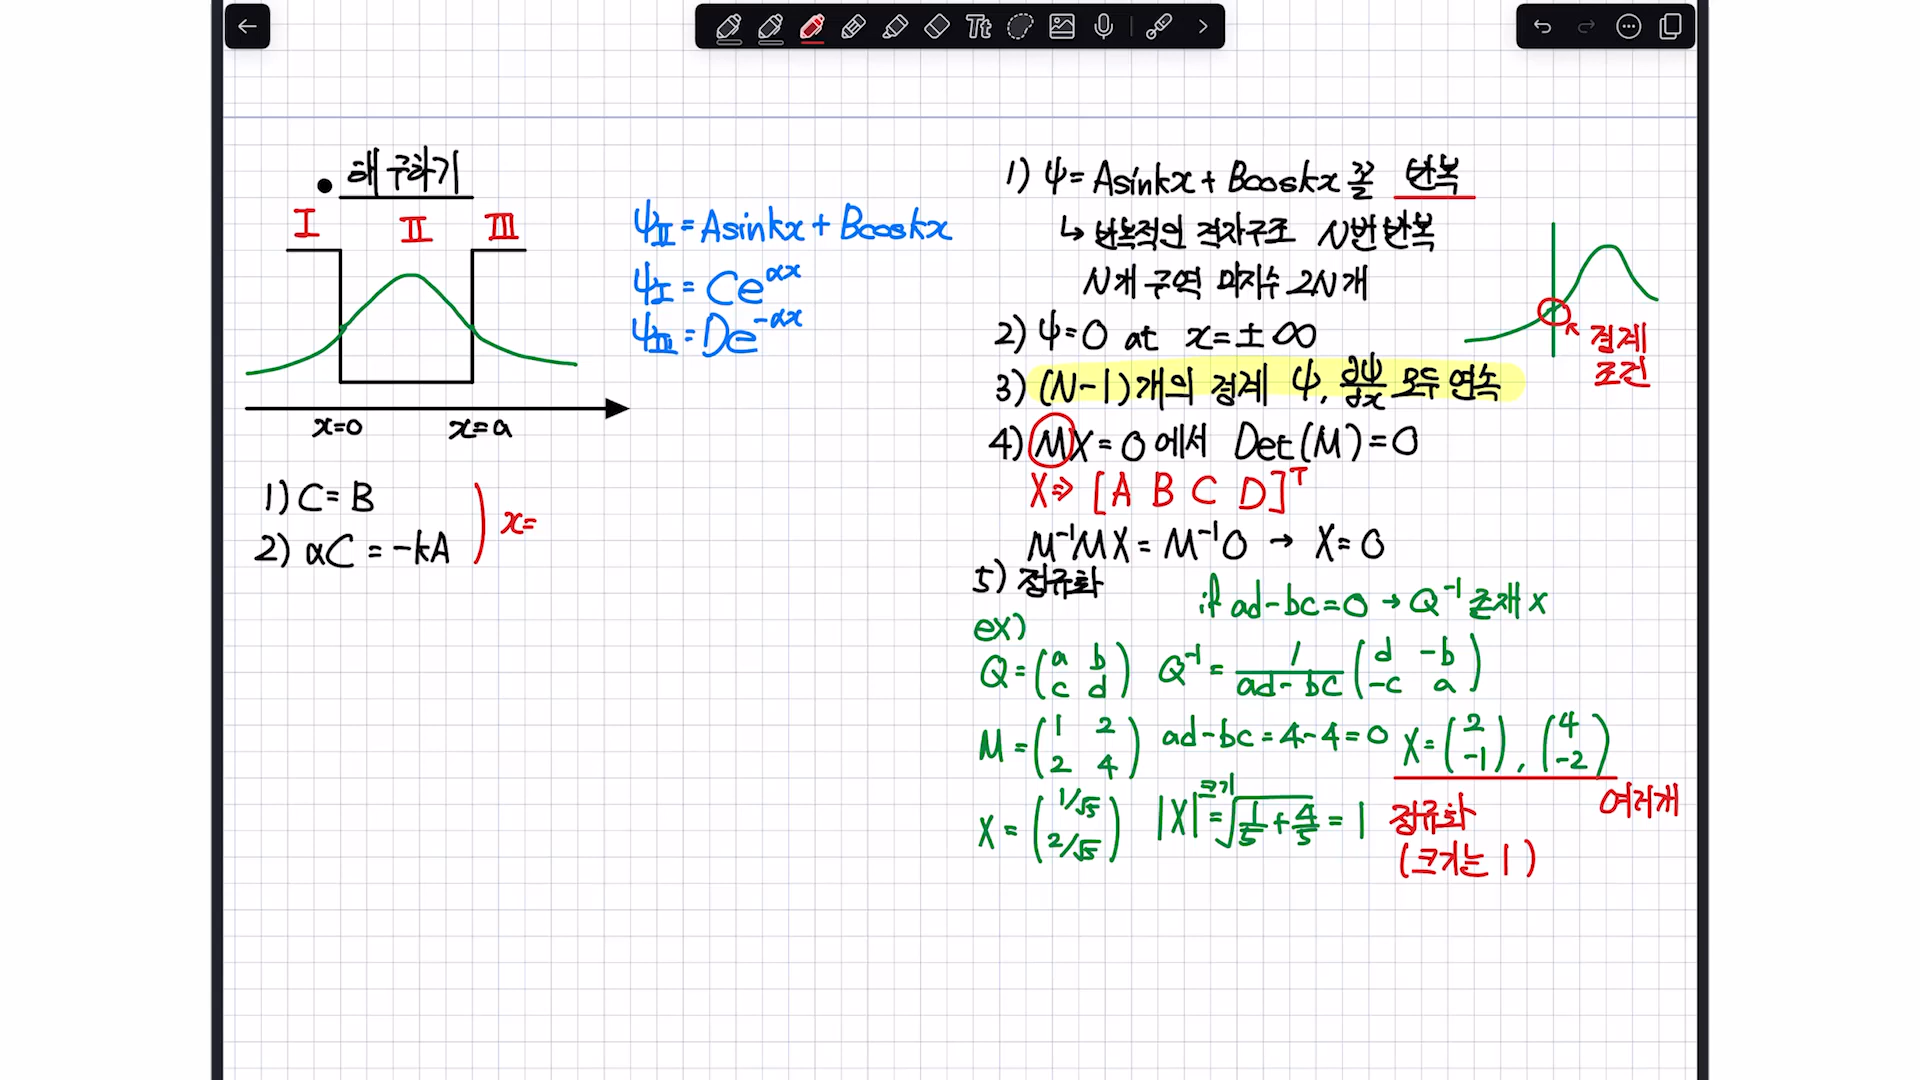 Tt
• 해 구하기
I II III
x=0 x=a
ψII = Asinkx + Bcoskx
ψI = Ce^αx
ψIII = De^-αx
1) C = B
2) αC = -kA
x=
1) ψ = Asinkx + Bcoskx 꼴 반복
↳ 반복적인 격자구조 N번 반복
N개 구역 미지수 2N개
2) ψ=0 at x=±∞
3) (N-1)개의 경계 ψ, ∂ψ/∂x 모두 연속
경계
조건
4) MX = 0 에서 Det(M) = 0
X ⇒ [A B C D]^T
M^-1MX = M^-1 0 → X = 0
5) 정규화
if ad-bc=0 → Q^-1 존재 x
ex)
Q = (a b
c d) Q^-1 = 1/(ad-bc) (d -b
-c a)
M = (1 2
2 4) ad-bc = 4-4 = 0 X = (2
-1), (4
-2)
여러개
X = (1/√5
2/√5) |X| 크기 = √(1/5 + 4/5) = 1
정규화
(크기는 1)